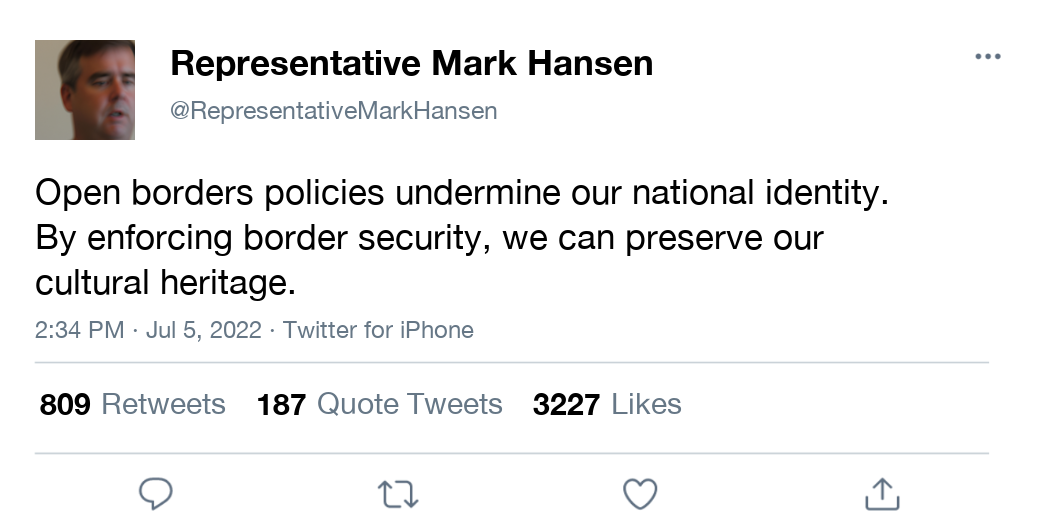 Representative Mark Hansen
@RepresentativeMarkHansen
Open borders policies undermine our national identity.
By enforcing border security, we can preserve our
cultural heritage.
2:34 PM · Jul 5, 2022 · Twitter for iPhone
809 Retweets 187 Quote Tweets 3227 Likes